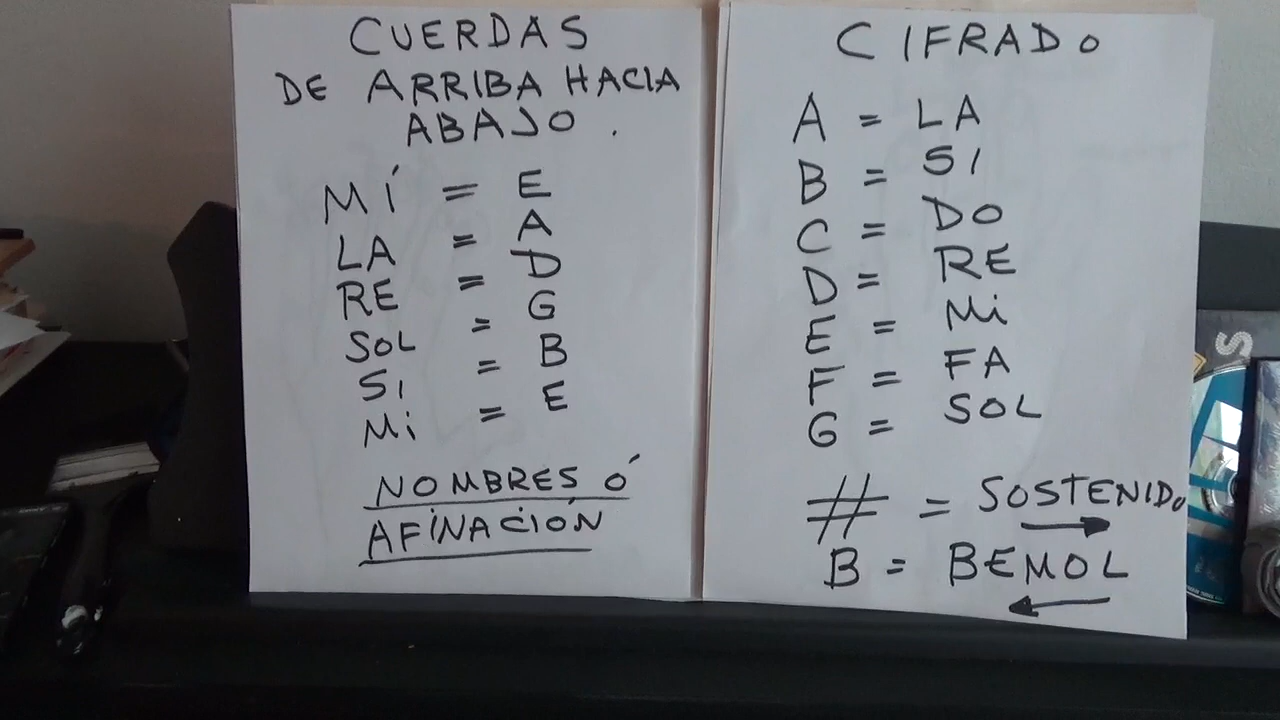 CUERDAS
DE ARRIBA HACIA
ABAJO.
MÍ = E
LA = A
RE = D
SOL = G
SI = B
Mi = E
NOMBRES Ó
AFINACIÓN
CIFRADO
A = LA
B = SI
C = DO
D = RE
E = Mi
F = FA
G = SOL
# = SOSTENIDO
B = BEMOL
S